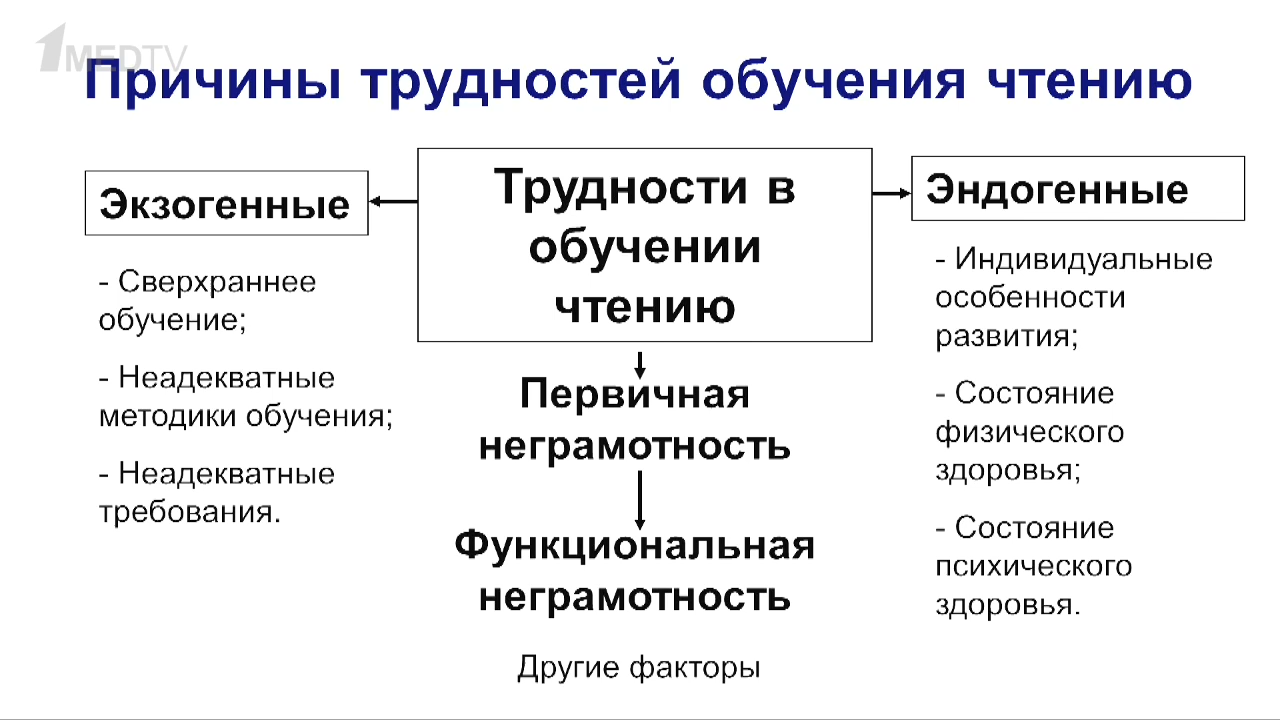 1MEDTV
Причины трудностей обучения чтению
Экзогенные
- Сверхраннее
обучение;
- Неадекватные
методики обучения;
- Неадекватные
требования.
Трудности в
обучении
чтению
Первичная
неграмотность
Функциональная
неграмотность
Другие факторы
Эндогенные
- Индивидуальные
особенности
развития;
- Состояние
физического
здоровья;
- Состояние
психического
здоровья.